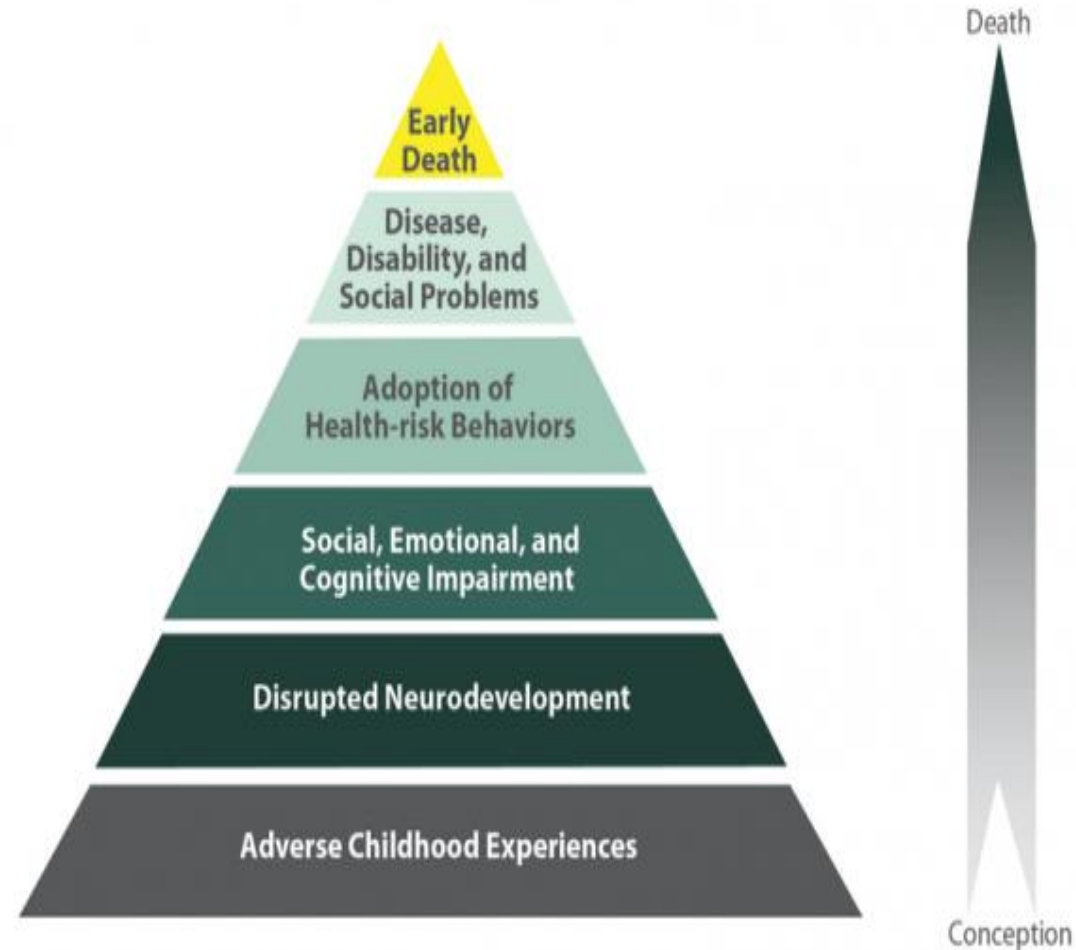 Death
Early
Death
Disease,
Disability, and
Social Problems
Adoption of
Health-risk Behaviors
Social, Emotional, and
Cognitive Impairment
Disrupted Neurodevelopment
Adverse Childhood Experiences
Conception